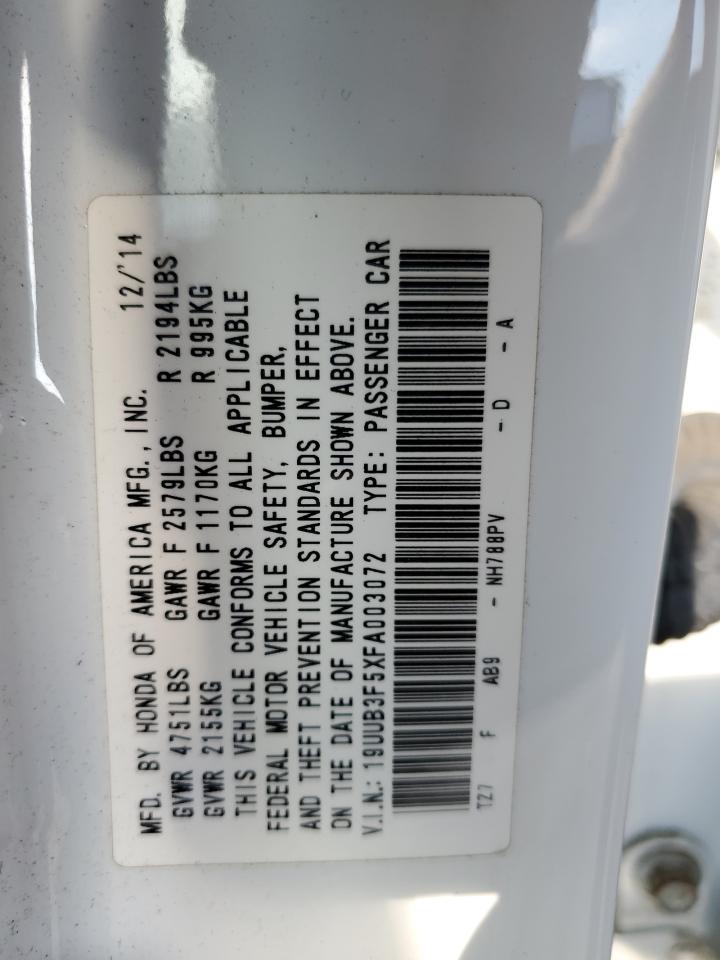 MFD. BY HONDA OF AMERICA MFG., INC. 12/'14
GVWR 4751LBS GAWR F 2579LBS R 2194LBS
GVWR 2155KG GAWR F 1170KG R 995KG
THIS VEHICLE CONFORMS TO ALL APPLICABLE
FEDERAL MOTOR VEHICLE SAFETY, BUMPER,
AND THEFT PREVENTION STANDARDS IN EFFECT
ON THE DATE OF MANUFACTURE SHOWN ABOVE.
V.I.N.: 19UUB3F5XFA003072 TYPE: PASSENGER CAR
TZ7 F AB9 - NH788PV - D - A